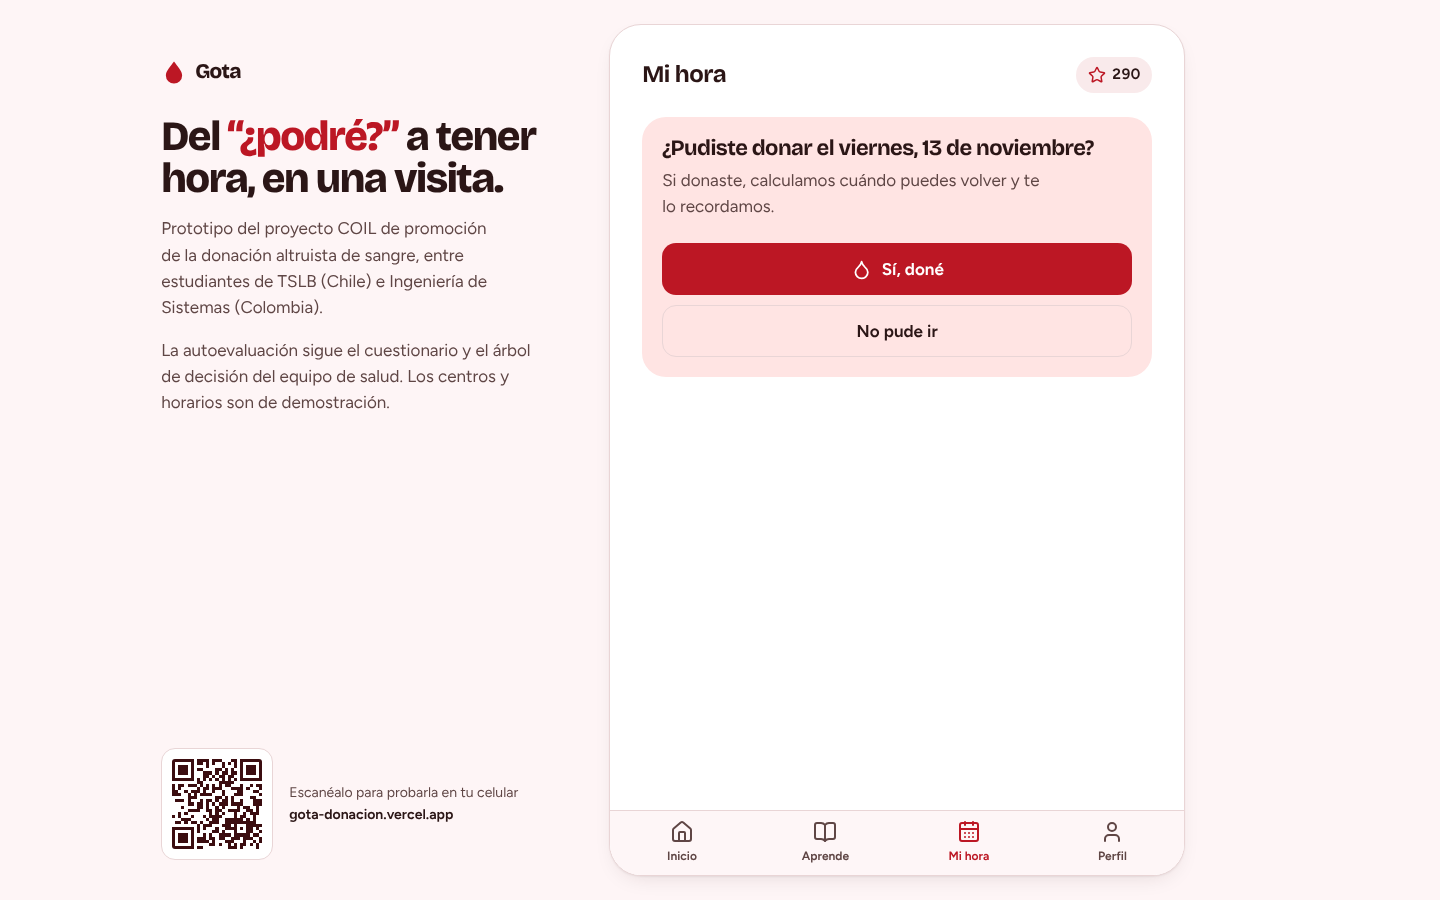 Gota
Del “¿podré?” a tener
hora, en una visita.
Prototipo del proyecto COIL de promoción
de la donación altruista de sangre, entre
estudiantes de TSLB (Chile) e Ingeniería de
Sistemas (Colombia).
La autoevaluación sigue el cuestionario y el árbol
de decisión del equipo de salud. Los centros y
horarios son de demostración.
Escanéalo para probarla en tu celular
gota-donacion.vercel.app
Mi hora
290
¿Pudiste donar el viernes, 13 de noviembre?
Si donaste, calculamos cuándo puedes volver y te
lo recordamos.
Sí, doné
No pude ir
Inicio
Aprende
Mi hora
Perfil